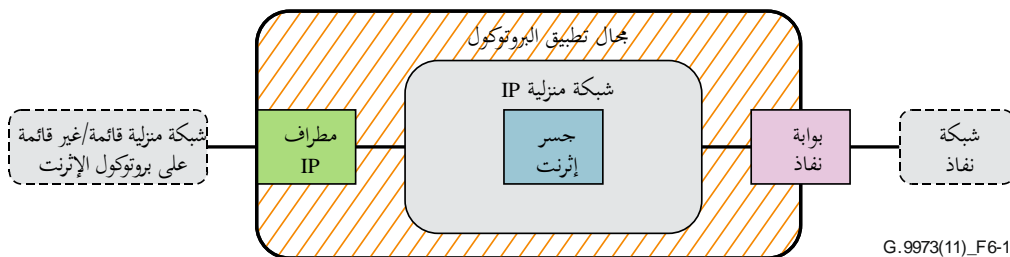 مجال تطبيق البروتوكول
شبكة منزلية IP
جسر
إثرنت
مطراف
IP
شبكة منزلية قائمة/غير قائمة
على بروتوكول الإثرنت
بوابة
نفاذ
شبكة
نفاذ
G.9973(11)_F6-1